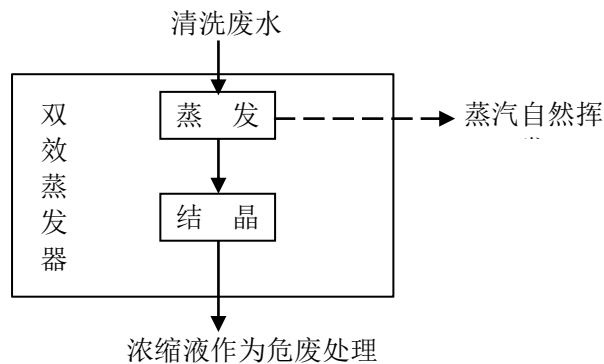 清洗废水
双效蒸发器
蒸 发
蒸汽自然挥
结 晶
浓缩液作为危废处理